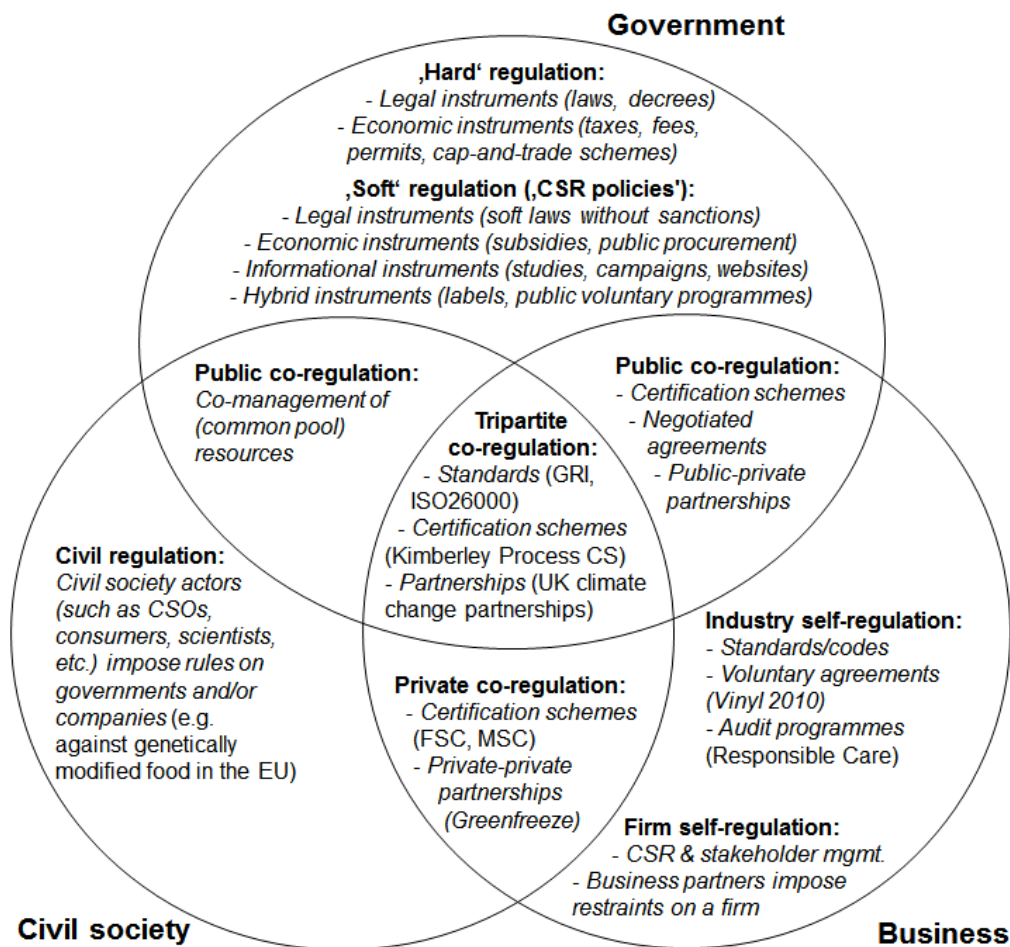 Government
‚Hard‘ regulation:
- Legal instruments (laws, decrees)
- Economic instruments (taxes, fees,
permits, cap-and-trade schemes)
‚Soft‘ regulation (‚CSR policies'):
- Legal instruments (soft laws without sanctions)
- Economic instruments (subsidies, public procurement)
- Informational instruments (studies, campaigns, websites)
- Hybrid instruments (labels, public voluntary programmes)
Public co-regulation:
Co-management of
(common pool)
resources
Tripartite
co-regulation:
- Standards (GRI,
ISO26000)
- Certification schemes
(Kimberley Process CS)
- Partnerships (UK climate
change partnerships)
Public co-regulation:
- Certification schemes
- Negotiated
agreements
- Public-private
partnerships
Civil regulation:
Civil society actors
(such as CSOs,
consumers, scientists,
etc.) impose rules on
governments and/or
companies (e.g.
against genetically
modified food in the EU)
Private co-regulation:
- Certification schemes
(FSC, MSC)
- Private-private
partnerships
(Greenfreeze)
Industry self-regulation:
- Standards/codes
- Voluntary agreements
(Vinyl 2010)
- Audit programmes
(Responsible Care)
Firm self-regulation:
- CSR & stakeholder mgmt.
- Business partners impose
restraints on a firm
Civil society
Business